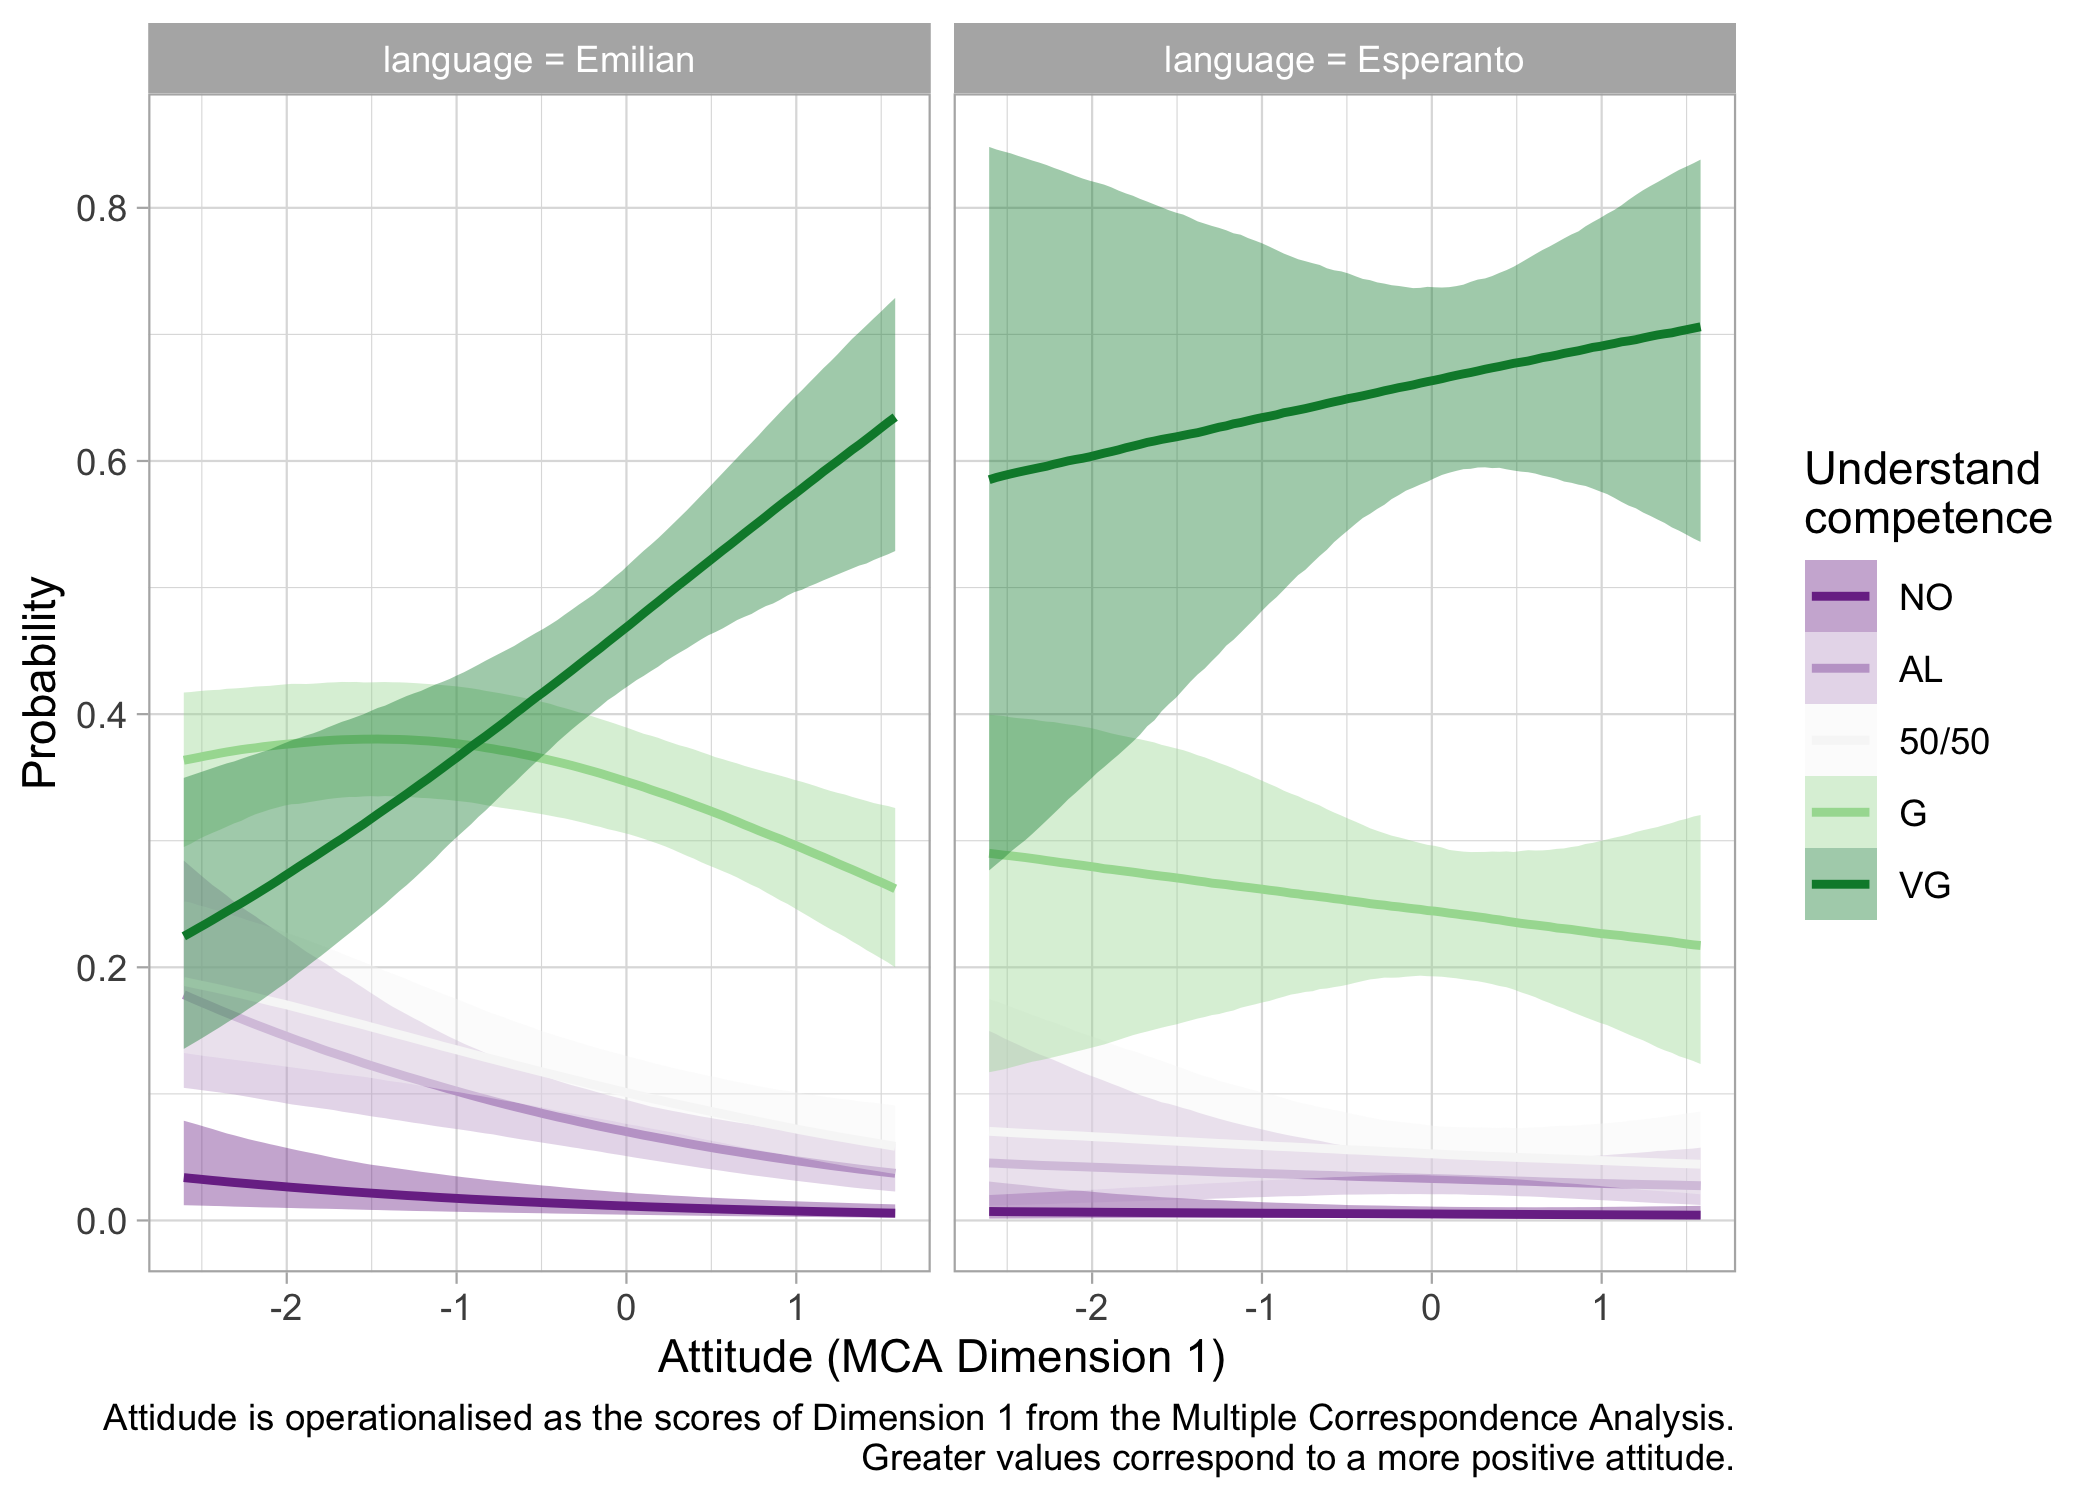 language = Emilian
language = Esperanto
0.8
0.6
0.4
0.2
0.0
Probability
-2
-1
0
1
-2
-1
0
1
Attitude (MCA Dimension 1)
Understand
competence
NO
AL
50/50
G
VG
Attidude is operationalised as the scores of Dimension 1 from the Multiple Correspondence Analysis.
Greater values correspond to a more positive attitude.